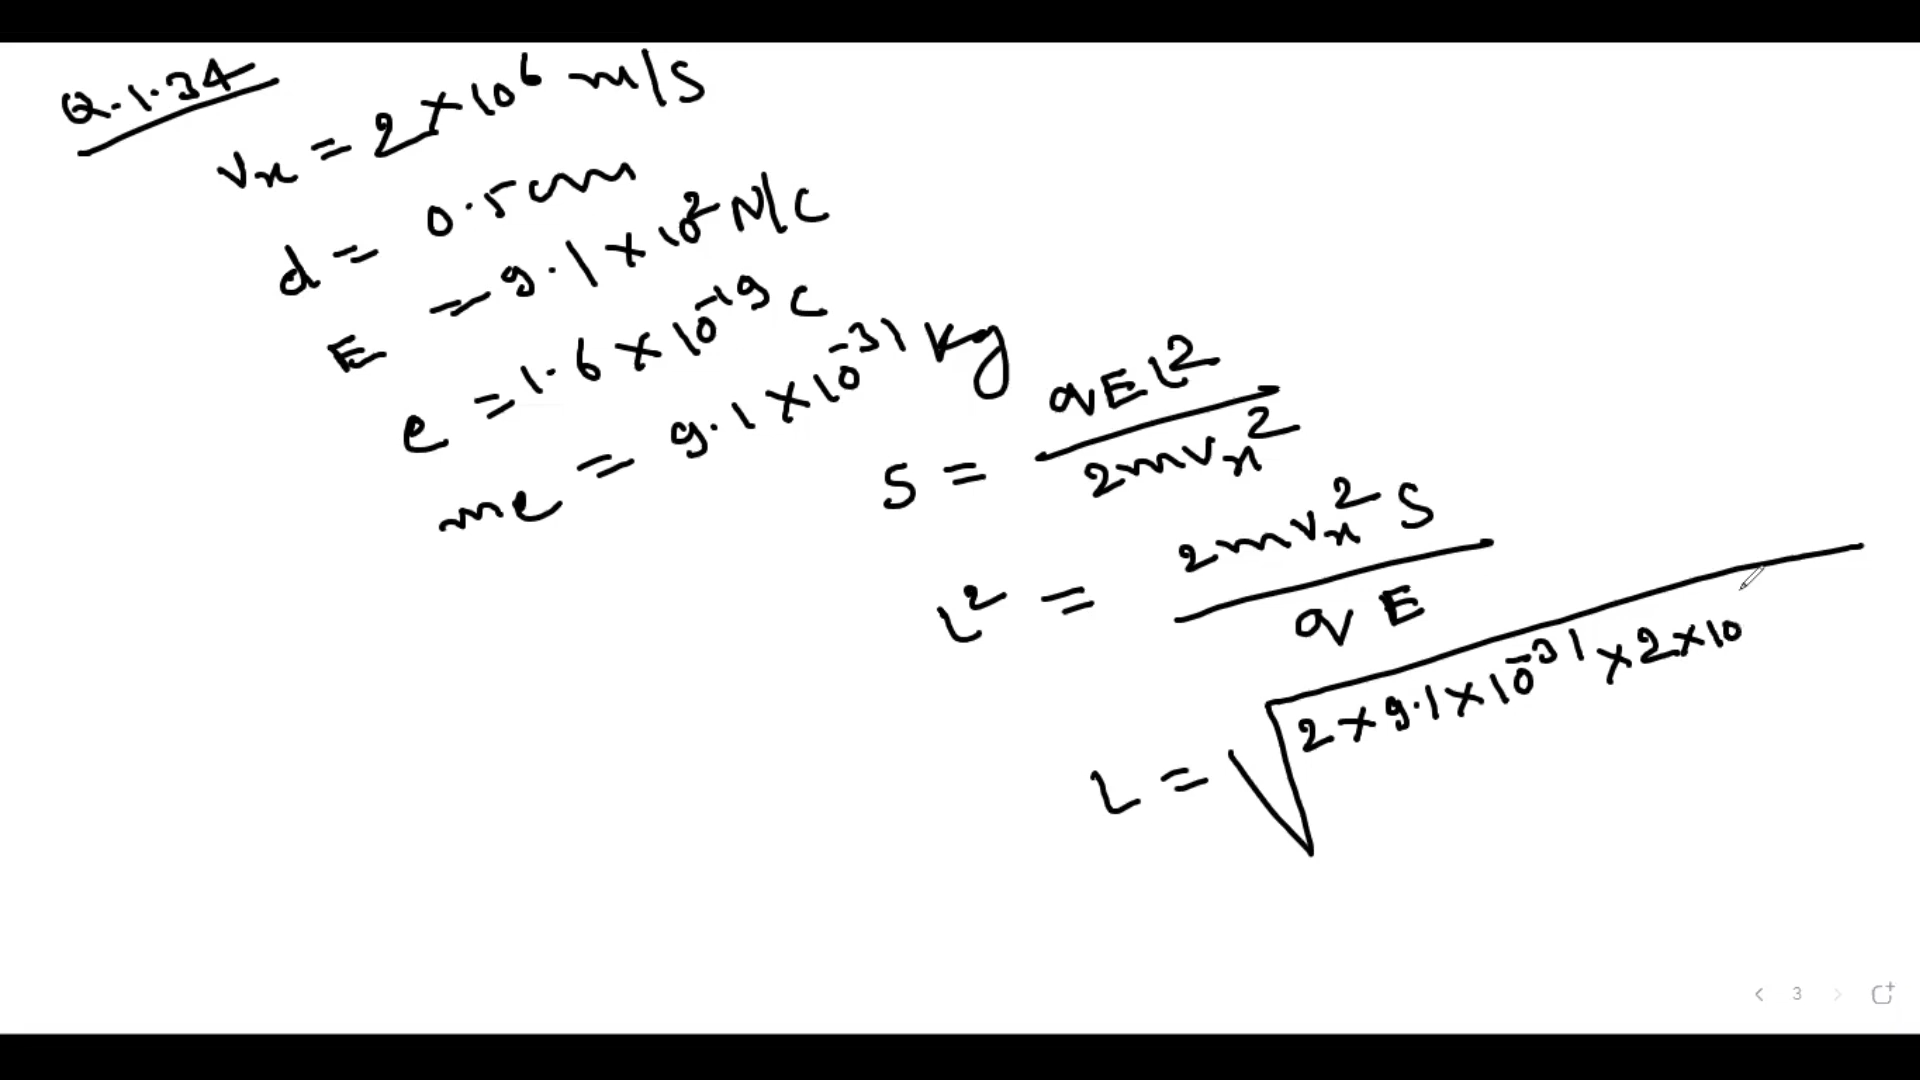 Q.1.34
Vx = 2×10⁶ m/s
d = 0.5cm
E = 9.1×10² N/C
e = 1.6×10⁻¹⁹ C
me = 9.1×10⁻³¹ kg
S = qEL²/2mVx²
L² = 2mVx²S/qE
L = √2×9.1×10⁻³¹×2×10
3